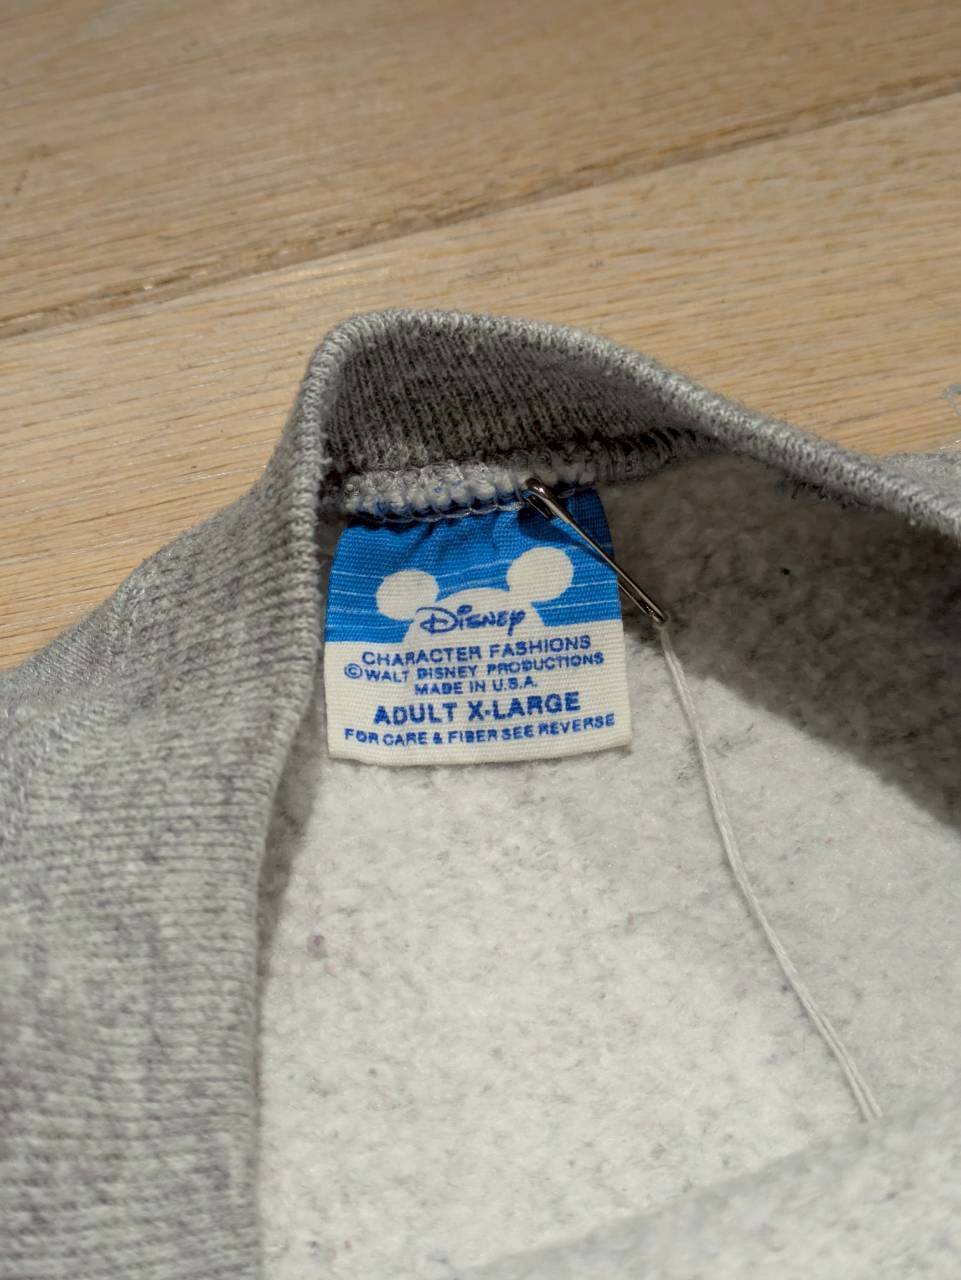 Disney
CHARACTER FASHIONS
©WALT DISNEY PRODUCTIONS
MADE IN U.S.A.
ADULT X-LARGE
FOR CARE & FIBER SEE REVERSE